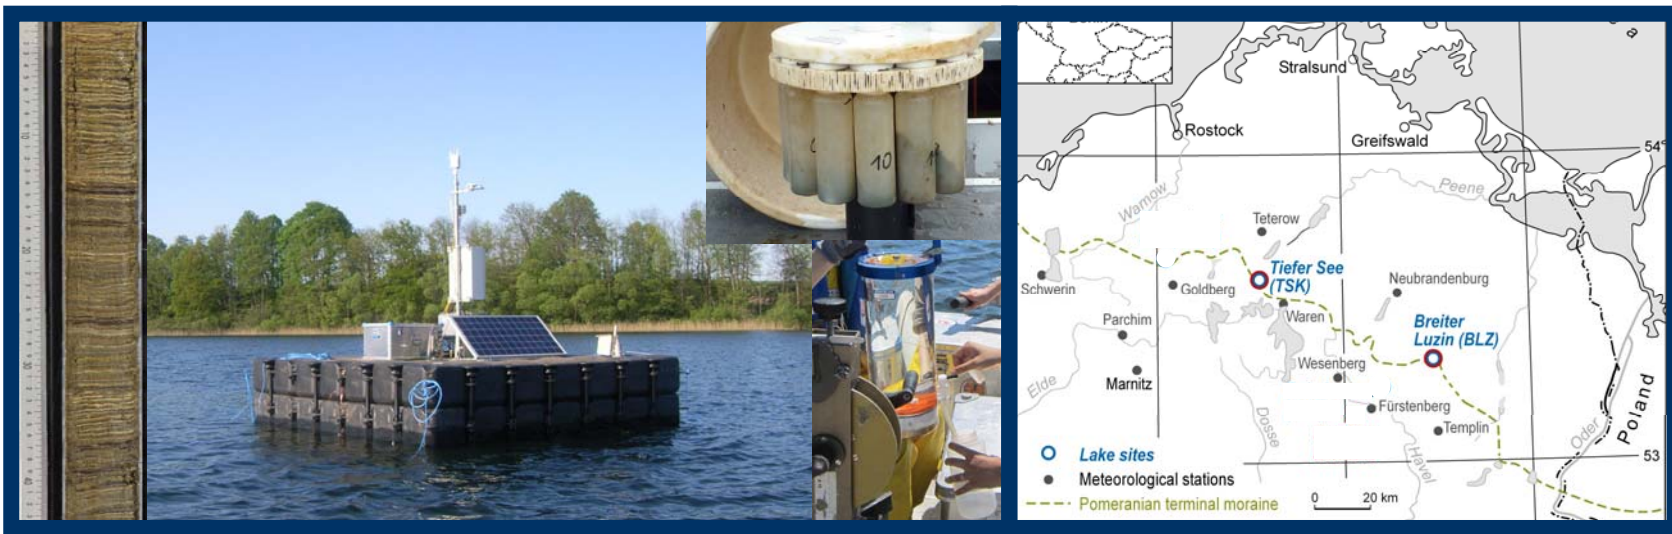 10
Stralsund
Rostock
Greifswald
54°
Warnow
Peene
Teterow
Tiefer See
(TSK)
Neubrandenburg
Schwerin
Goldberg
Waren
Parchim
Breiter
Luzin (BLZ)
Wesenberg
Elde
Marnitz
Fürstenberg
Dosse
Templin
Havel
Oder
Poland
53
Lake sites
Meteorological stations
0 20 km
Pomeranian terminal moraine